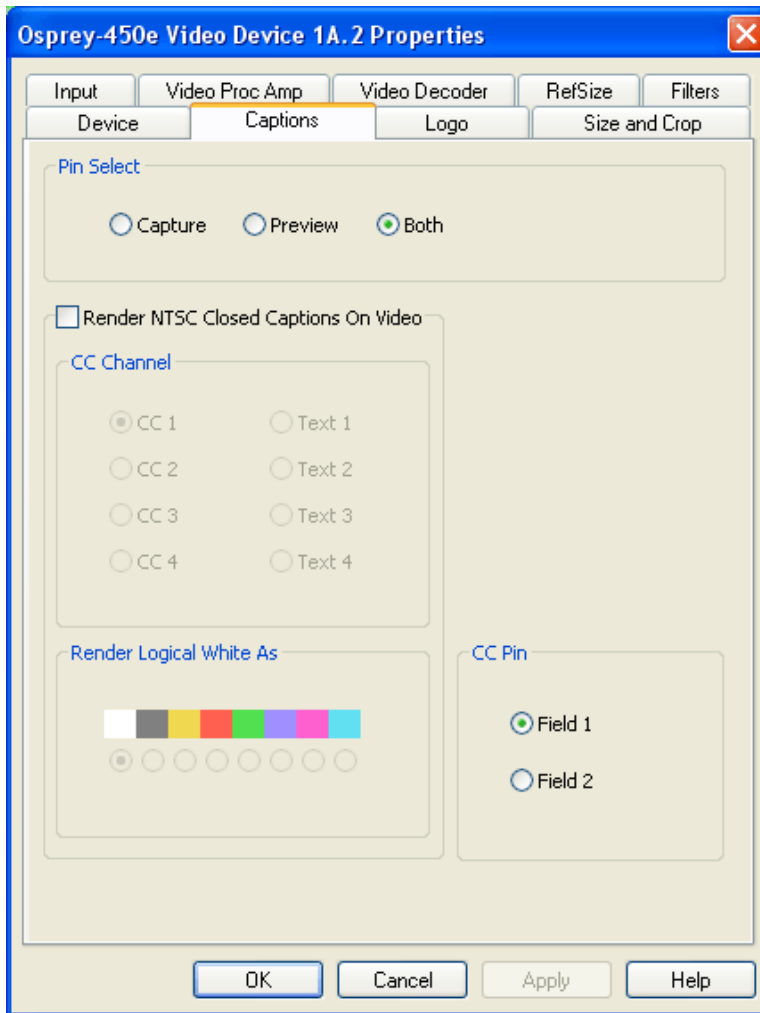 Osprey-450e Video Device 1A.2 Properties
Input Video Proc Amp Video Decoder RefSize Filters
Device Captions Logo Size and Crop
Pin Select
Capture Preview Both
Render NTSC Closed Captions On Video
CC Channel
CC 1 Text 1
CC 2 Text 2
CC 3 Text 3
CC 4 Text 4
Render Logical White As
CC Pin
Field 1
Field 2
OK Cancel Apply Help